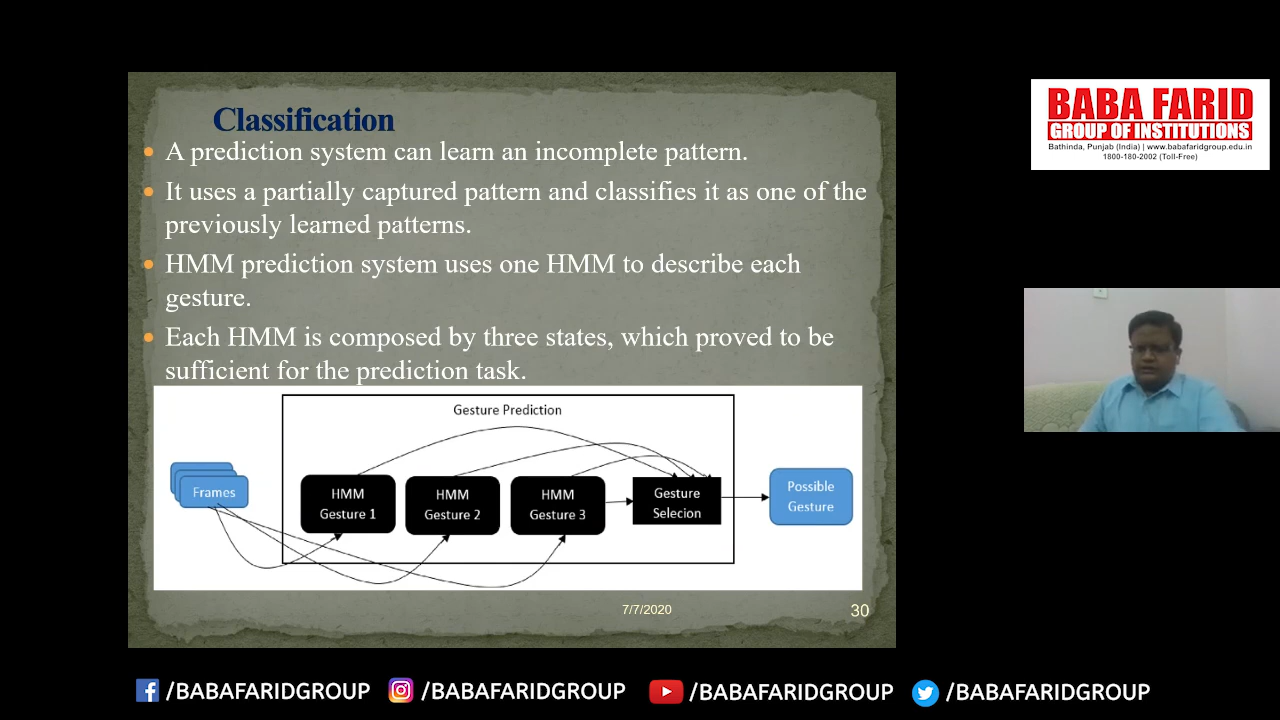 Classification
A prediction system can learn an incomplete pattern.
It uses a partially captured pattern and classifies it as one of the
previously learned patterns.
HMM prediction system uses one HMM to describe each
gesture.
Each HMM is composed by three states, which proved to be
sufficient for the prediction task.
Gesture Prediction
Frames
HMM
Gesture 1
HMM
Gesture 2
HMM
Gesture 3
Gesture
Selecion
Possible
Gesture
7/7/2020
30
BABA FARID
GROUP OF INSTITUTIONS
Bathinda, Punjab (India) | www.babafaridgroup.edu.in
1800-180-2002 (Toll-Free)
/BABAFARIDGROUP
/BABAFARIDGROUP
/BABAFARIDGROUP
/BABAFARIDGROUP